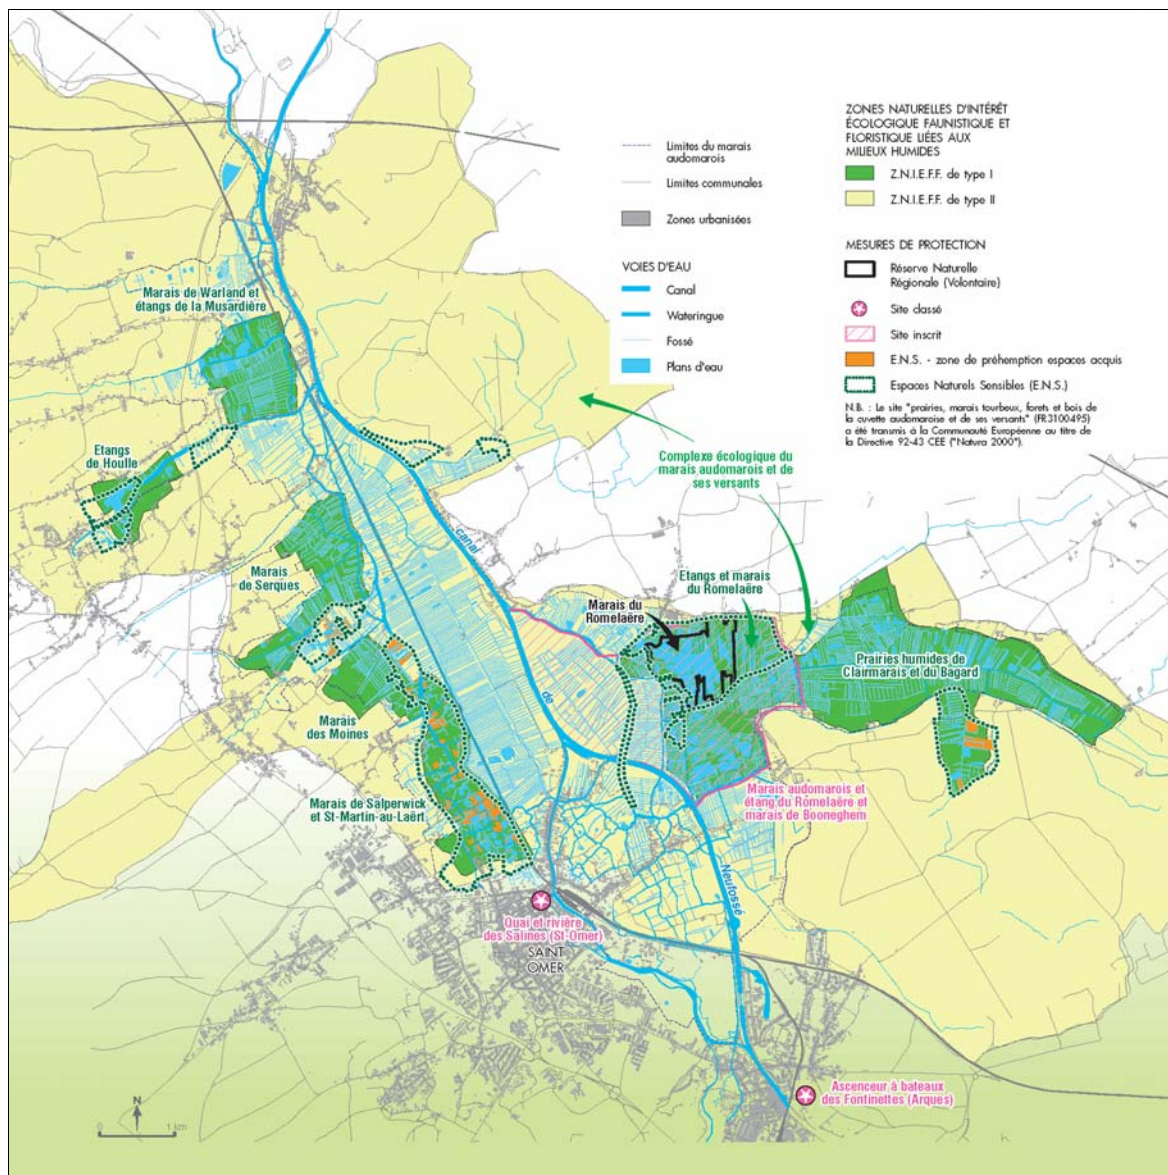 ZONES NATURELLES D'INTÉRÊT
ÉCOLOGIQUE FAUNISTIQUE ET
FLORISTIQUE LIÉES AUX
MILIEUX HUMIDES
Z.N.I.E.F.F. de type I
Z.N.I.E.F.F. de type II
Limites du marais
audomarois
Limites communales
Zones urbanisées
VOIES D'EAU
Canal
Wateringue
Fossé
Plans d'eau
MESURES DE PROTECTION
Réserve Naturelle
Régionale (Volontaire)
Site classé
Site inscrit
E.N.S. - zone de préhemption espaces acquis
Espaces Naturels Sensibles (E.N.S.)
N.B. : Le site "prairies, marais tourbeux, forets et bois de
la cuvette audomaroise et de ses versants" (FR3100495)
a été transmis à la Communauté Européenne au titre de
la Directive 92-43 CEE ("Natura 2000").
Marais de Warland et
étangs de la Musardière
Etangs
de Houlle
Complexe écologique du
marais audomarois et de
ses versants
canal
Marais
de Serques
Etangs et marais
du Romelaëre
Marais du
Romelaëre
Prairies humides de
Clairmarais et du Bagard
de
Marais
des Moines
Marais de Salperwick
et St-Martin-au-Laërt
Marais audomarois et
étang du Romelaëre et
marais de Booneghem
Neufossé
Quai et rivière
des Salines (St-Omer)
SAINT
OMER
Ascenceur à bateaux
des Fontinettes (Arques)
N
0 1 km